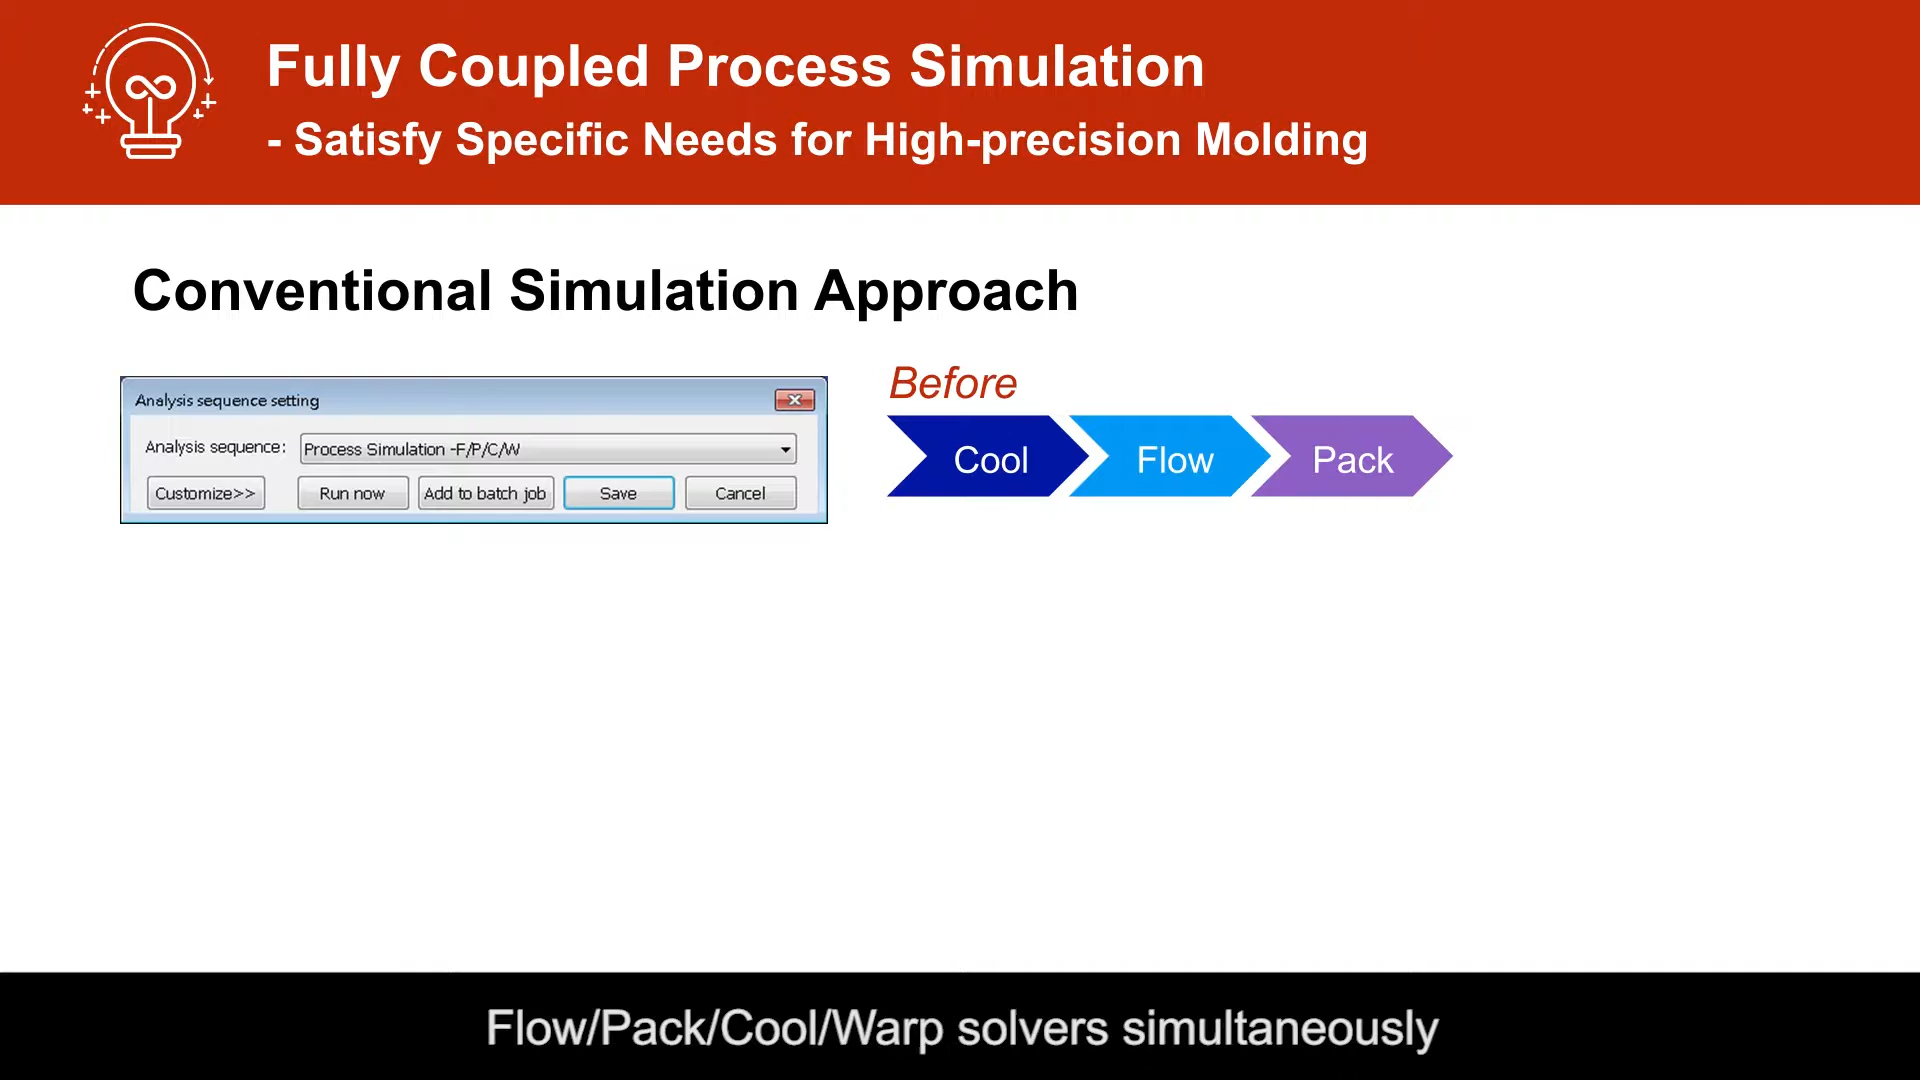 Fully Coupled Process Simulation
- Satisfy Specific Needs for High-precision Molding
Conventional Simulation Approach
Analysis sequence setting
Analysis sequence: Process Simulation -F/P/C/W
Customize>> Run now Add to batch job Save Cancel
Before
Cool Flow Pack
Flow/Pack/Cool/Warp solvers simultaneously